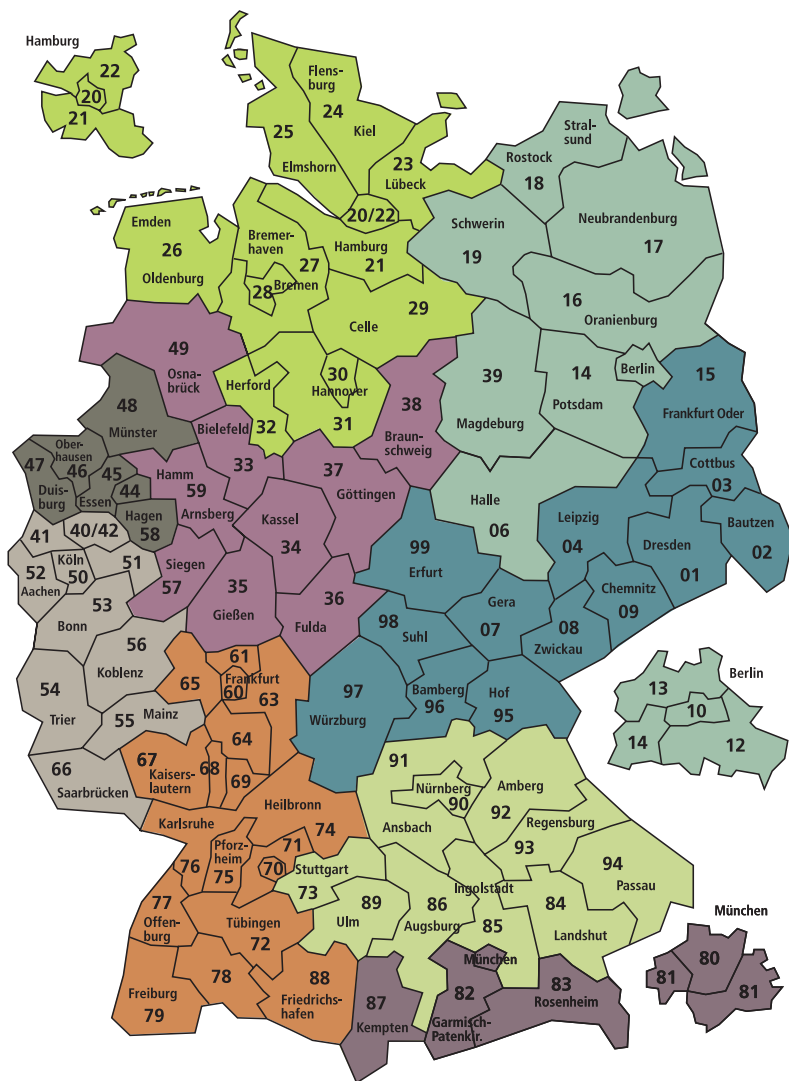 Hamburg
22
20
21
Flens-
burg
24
Kiel
25
Elmshorn
23
Lübeck
20/22
Stral-
sund
Rostock
18
Schwerin
19
Neubrandenburg
17
Emden
26
Oldenburg
Bremer-
haven
27
28
Bremen
Hamburg
21
29
Celle
16
Oranienburg
49
Osna-
brück
Herford
32
30
Hannover
31
38
Braun-
schweig
39
Magdeburg
14
Potsdam
Berlin
15
Frankfurt Oder
48
Münster
Bielefeld
33
47
Ober-
hausen
46
Duis-
burg
45
Essen
44
Hagen
58
Hamm
59
Arnsberg
37
Göttingen
Kassel
34
Halle
06
Cottbus
03
Leipzig
04
Dresden
01
Bautzen
02
41
40/42
52
Aachen
Köln
50
51
53
Bonn
Siegen
57
35
Gießen
36
Fulda
99
Erfurt
Gera
07
08
Zwickau
Chemnitz
09
98
Suhl
56
Koblenz
54
Trier
55
Mainz
61
Frankfurt
60
65
63
64
97
Würzburg
Bamberg
96
Hof
95
Berlin
13
10
14
12
66
Saarbrücken
67
Kaisers-
lautern
68
69
91
Nürnberg
90
Ansbach
Amberg
92
Regensburg
93
94
Passau
Karlsruhe
Heilbronn
74
Pforz-
heim
75
76
71
70
Stuttgart
73
77
Offen-
burg
Tübingen
72
89
Ulm
86
Augsburg
Ingolstadt
85
84
Landshut
Freiburg
79
78
88
Friedrichs-
hafen
87
Kempten
München
82
Garmisch-
Patenkir.
83
Rosenheim
München
80
81
81